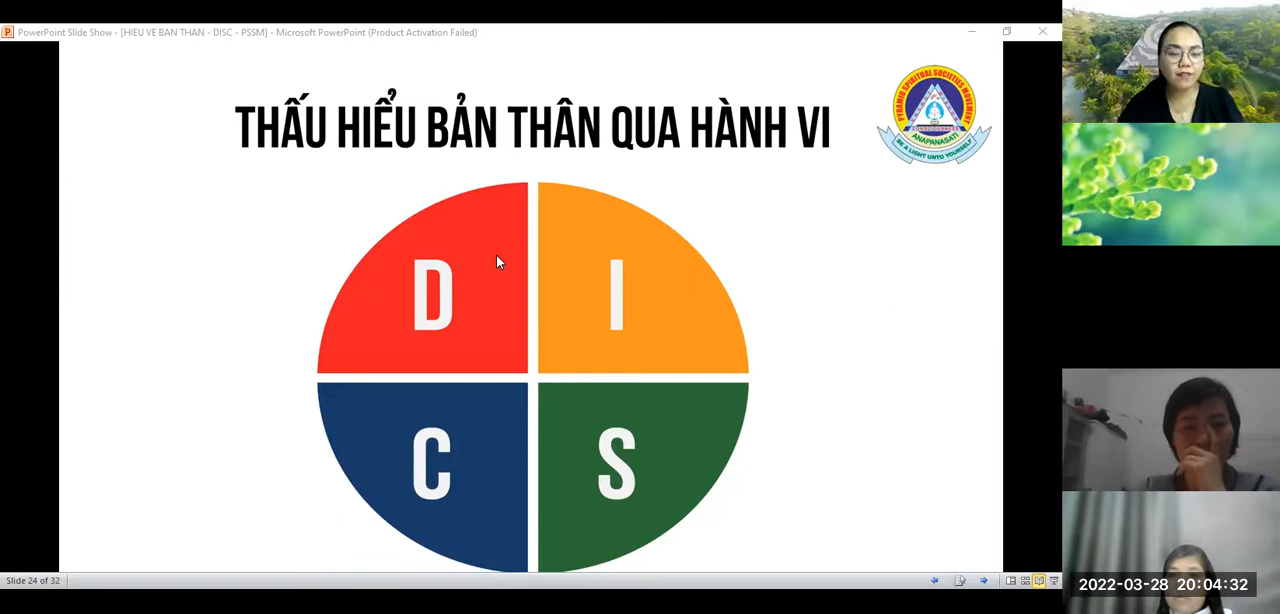 PowerPoint Slide Show - [HIEU VE BAN THAN - DISC - PSSM] - Microsoft PowerPoint (Product Activation Failed)
THẤU HIỂU BẢN THÂN QUA HÀNH VI
PYRAMID SPIRITUAL SOCIETIES MOVEMENT
ANAPANASATI
BE A LIGHT UNTO YOURSELF
D
I
C
S
Slide 24 of 32
2022-03-28 20:04:32